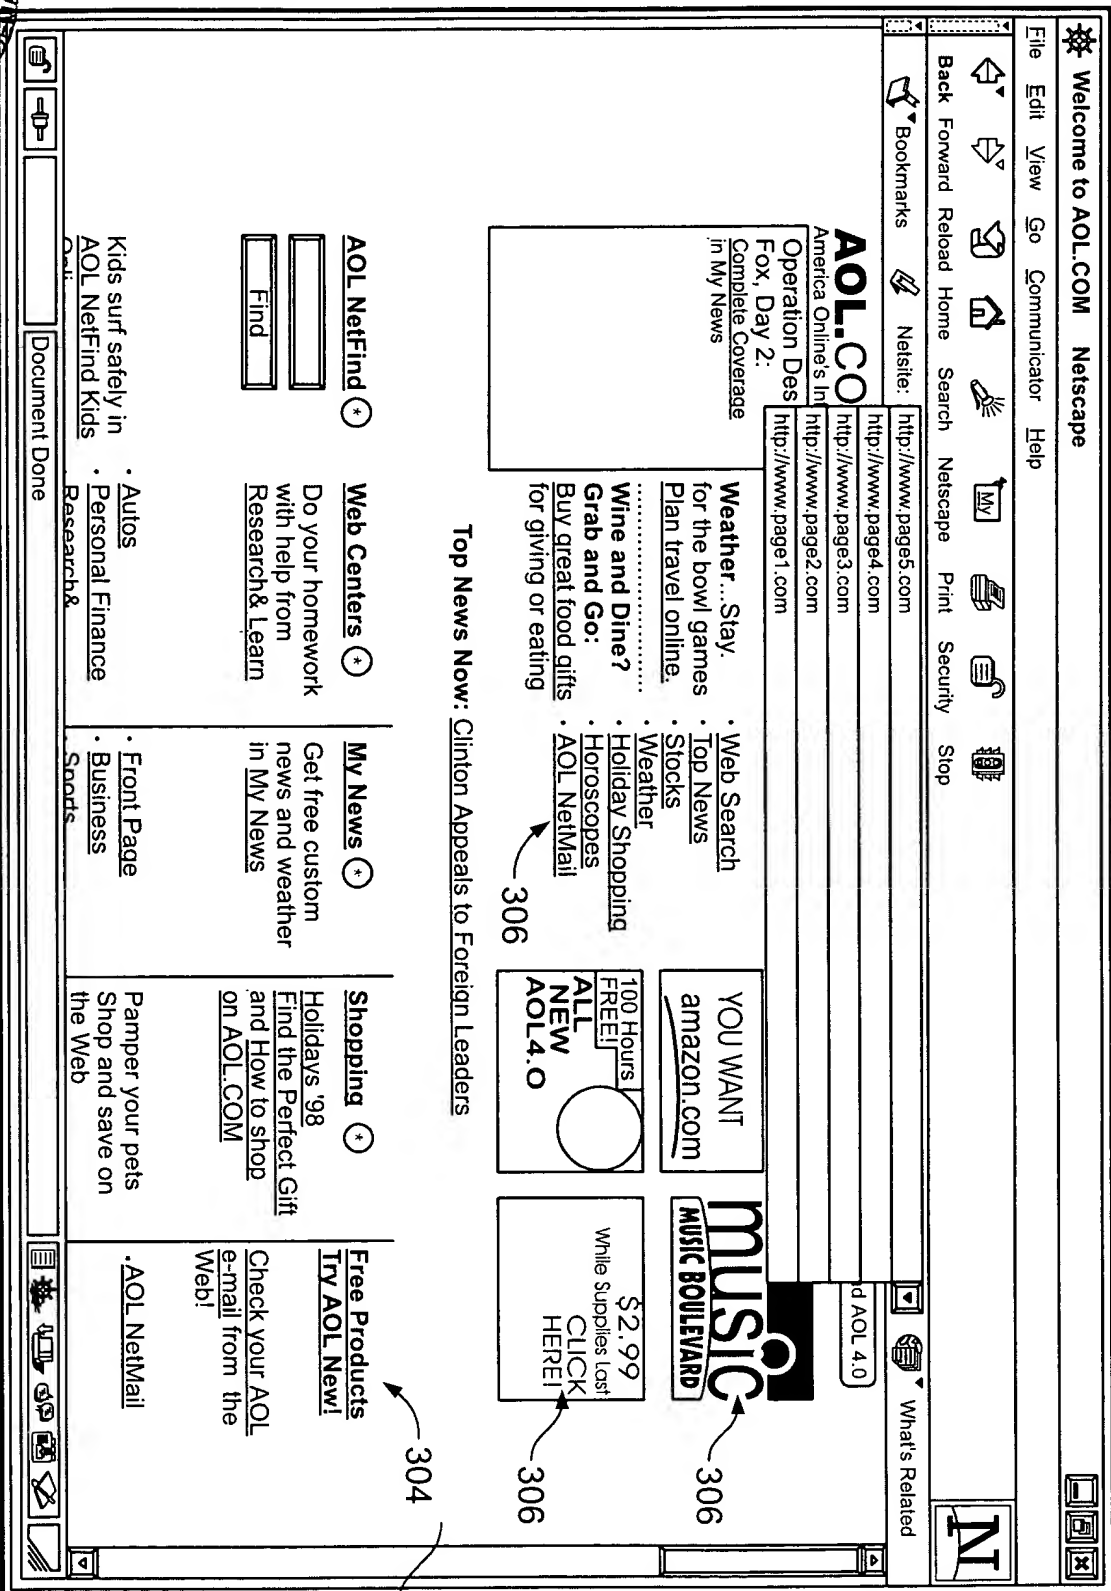 Welcome to AOL.COM Netscape
File Edit View Go Communicator Help
Back Forward Reload Home Search Netscape Print Security Stop
My
N
Bookmarks Netsite: http://www.page5.com What's Related
http://www.page4.com
http://www.page3.com
http://www.page2.com
http://www.page1.com
AOL.CO
America Online's In
d AOL 4.0
Operation Des
Fox, Day 2:
Complete Coverage
in My News
Weather...Stay.
for the bowl games
Plan travel online.
Wine and Dine?
Grab and Go:
Buy great food gifts
for giving or eating
· Web Search
· Top News
· Stocks
· Weather
· Holiday Shopping
· Horoscopes
· AOL NetMail
306
YOU WANT
amazon.com
music
MUSIC BOULEVARD
306
100 Hours
FREE!
ALL
NEW
AOL4.0
$2.99
While Supplies Last
CLICK
HERE!
306
Top News Now: Clinton Appeals to Foreign Leaders
304
AOL NetFind *
Find
Kids surf safely in
AOL NetFind Kids
Web Centers *
Do your homework
with help from
Research& Learn
· Autos
· Personal Finance
· Research&
My News *
Get free custom
news and weather
in My News
· Front Page
· Business
· Sports
Shopping *
Holidays '98
Find the Perfect Gift
and How to shop
on AOL.COM
Pamper your pets
Shop and save on
the Web
Free Products
Try AOL New!
Check your AOL
e-mail from the
Web!
· AOL NetMail
Document Done